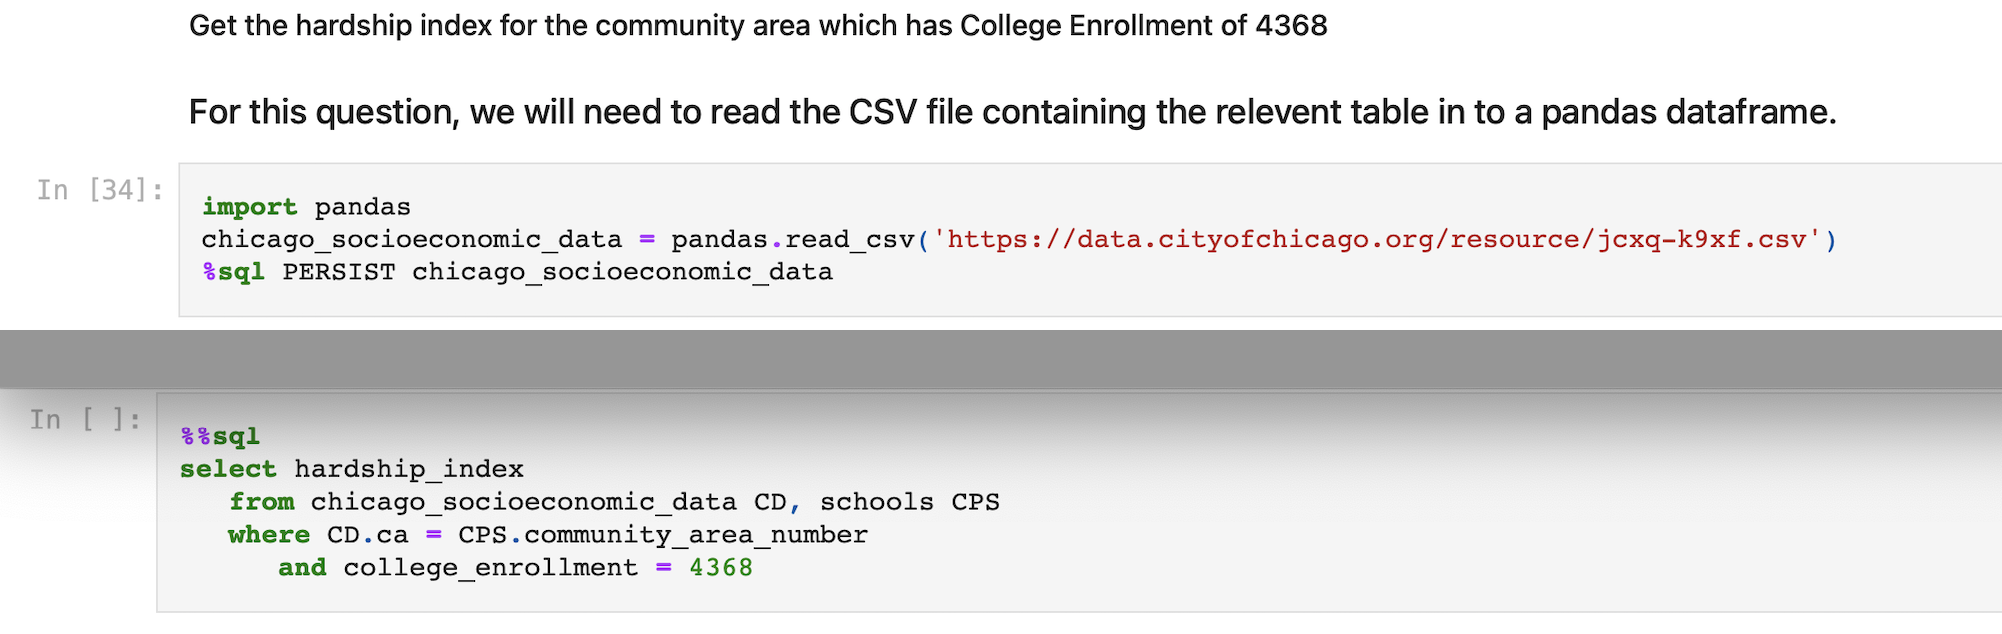 Get the hardship index for the community area which has College Enrollment of 4368
For this question, we will need to read the CSV file containing the relevent table in to a pandas dataframe.
In [34]:
import pandas
chicago_socioeconomic_data = pandas.read_csv('https://data.cityofchicago.org/resource/jcxq-k9xf.csv')
%sql PERSIST chicago_socioeconomic_data
In [ ]:
%%sql
select hardship_index
from chicago_socioeconomic_data CD, schools CPS
where CD.ca = CPS.community_area_number
and college_enrollment = 4368